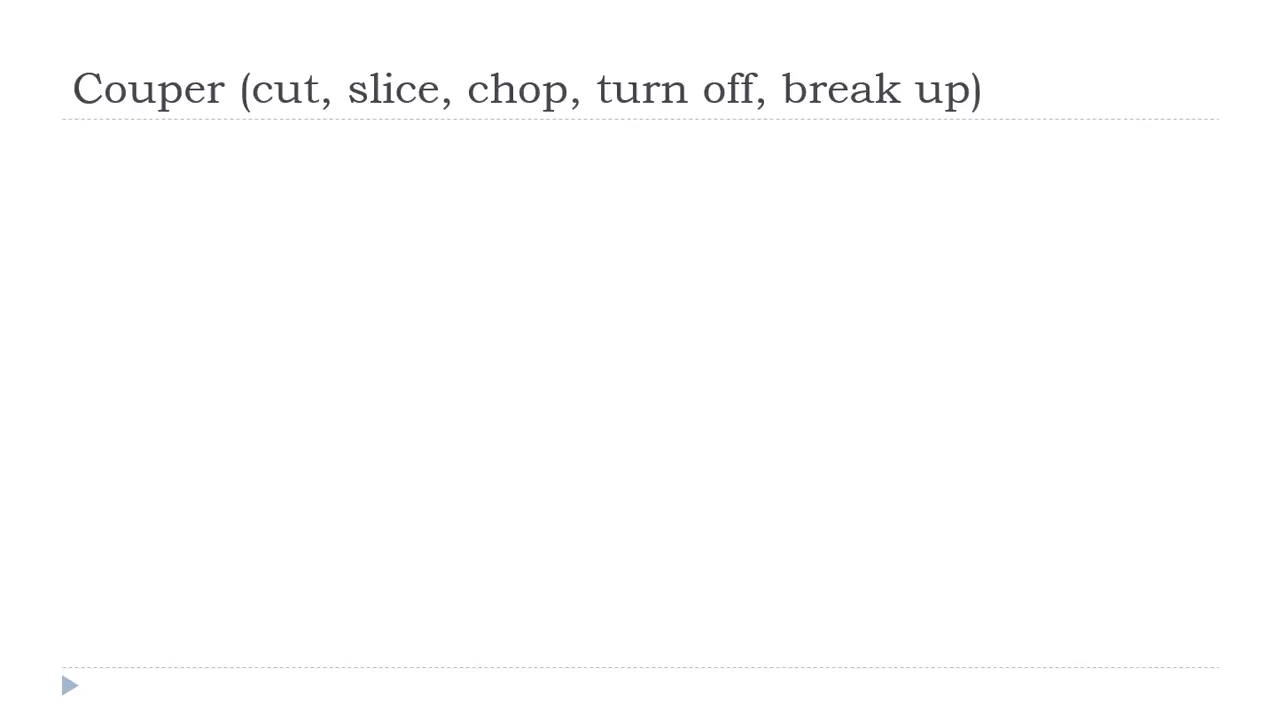 Couper (cut, slice, chop, turn off, break up)